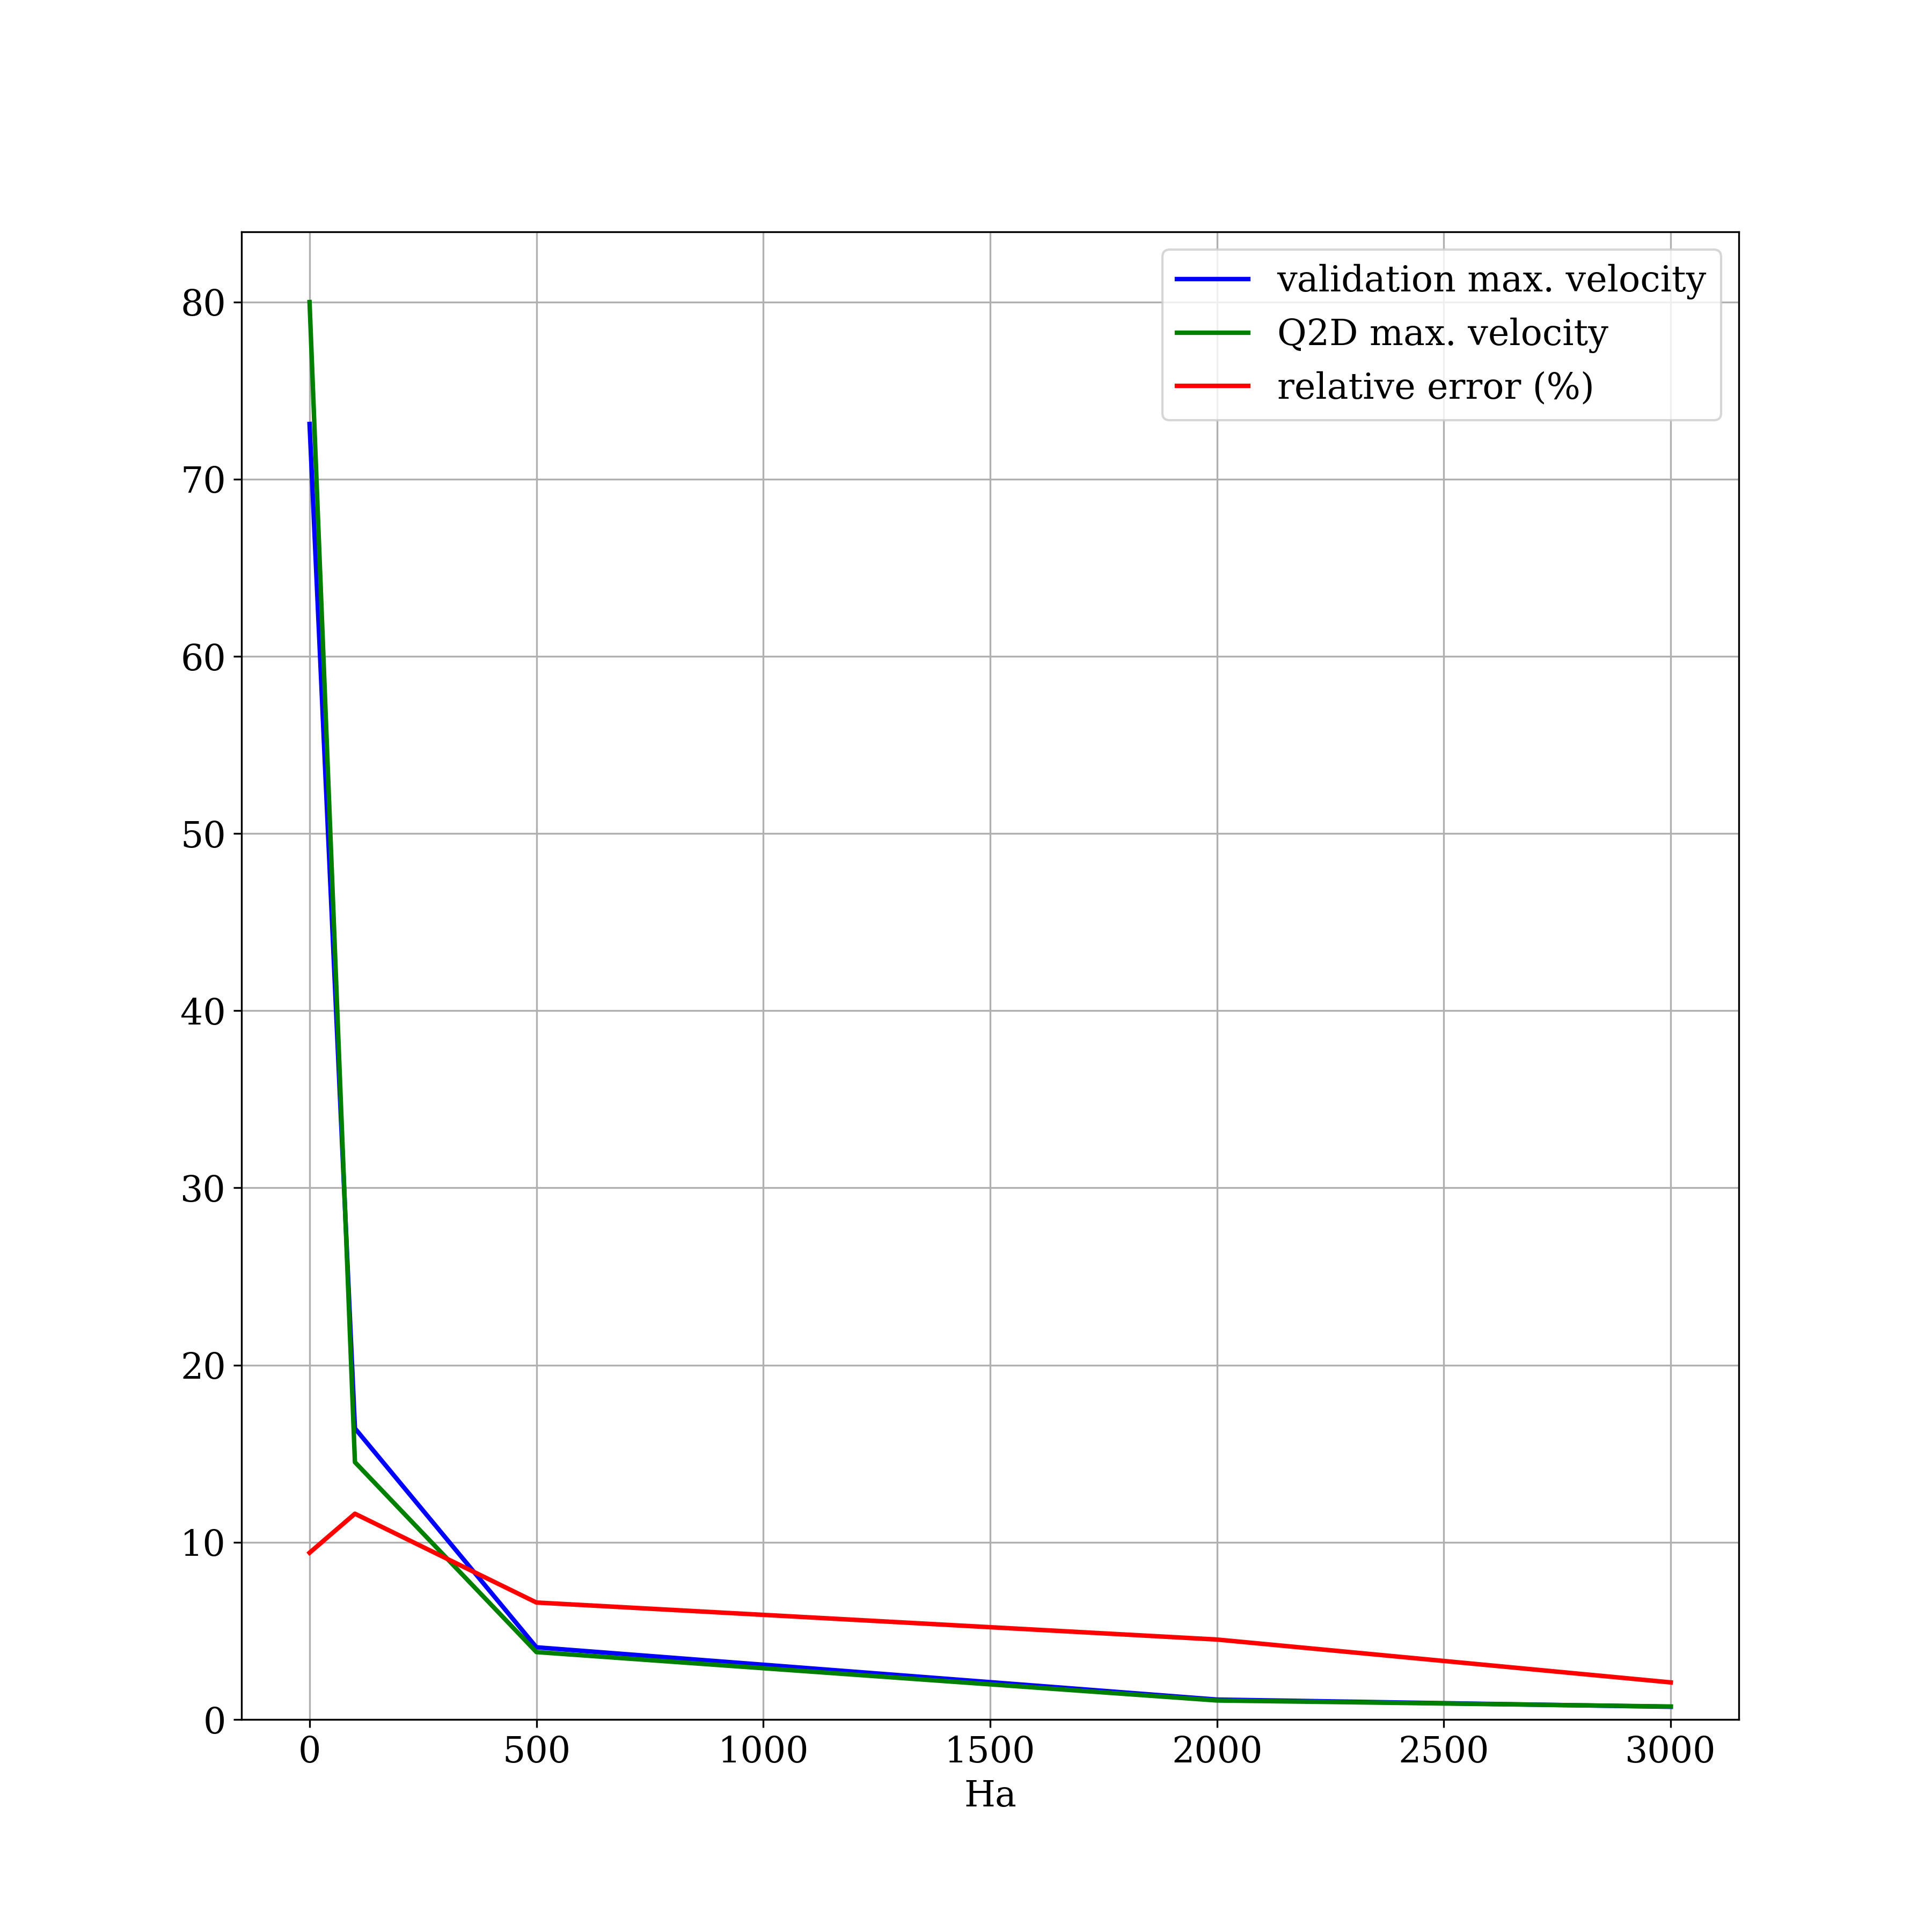 validation max. velocity
Q2D max. velocity
relative error (%)
80
70
60
50
40
30
20
10
0
0 500 1000 1500 2000 2500 3000
Ha